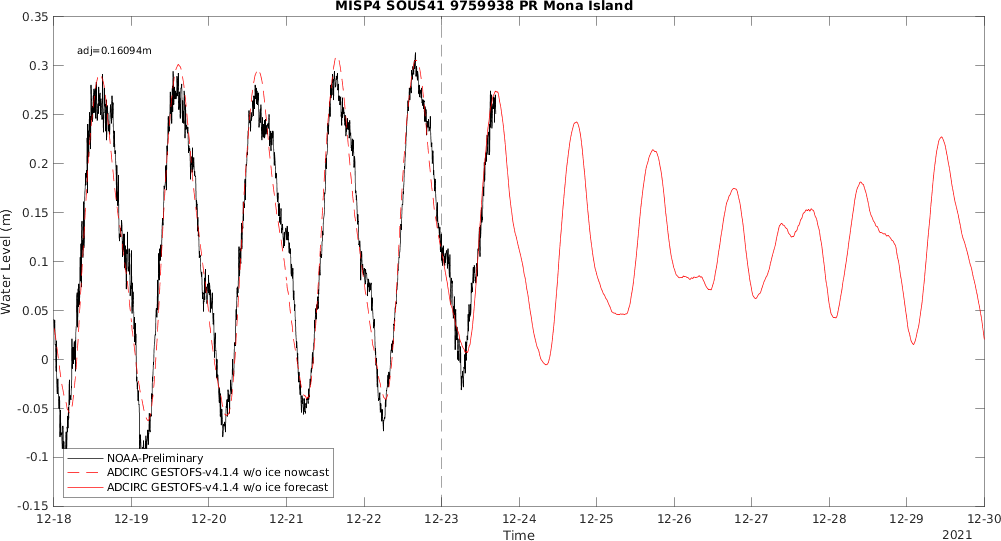 MISP4 SOUS41 9759938 PR Mona Island
0.35
adj=0.16094m
0.3
0.25
0.2
0.15
0.1
0.05
0
-0.05
-0.1
-0.15
Water Level (m)
NOAA-Preliminary
ADCIRC GESTOFS-v4.1.4 w/o ice nowcast
ADCIRC GESTOFS-v4.1.4 w/o ice forecast
12-18 12-19 12-20 12-21 12-22 12-23 12-24 12-25 12-26 12-27 12-28 12-29 12-30
Time
2021